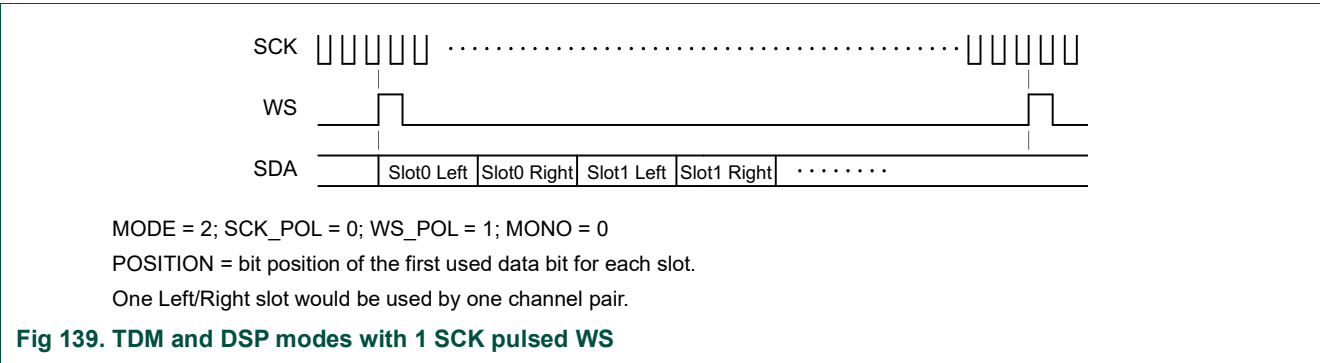 SCK
WS
SDA Slot0 Left Slot0 Right Slot1 Left Slot1 Right
MODE = 2; SCK_POL = 0; WS_POL = 1; MONO = 0
POSITION = bit position of the first used data bit for each slot.
One Left/Right slot would be used by one channel pair.
Fig 139. TDM and DSP modes with 1 SCK pulsed WS